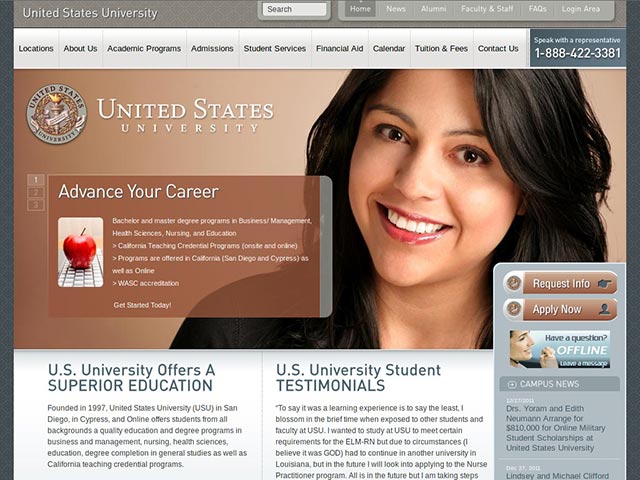 United States University
Search
Home News Alumni Faculty & Staff FAQs Login Area
Locations About Us Academic Programs Admissions Student Services Financial Aid Calendar Tuition & Fees Contact Us
Speak with a representative
1-888-422-3381
UNITED STATES
UNIVERSITY
1
2
3
Advance Your Career
Bachelor and master degree programs in Business/ Management,
Health Sciences, Nursing, and Education
> California Teaching Credential Programs (onsite and online)
> Programs are offered in California (San Diego and Cypress) as
well as Online
> WASC accreditation
Get Started Today!
Request Info
Apply Now
Have a question?
OFFLINE
Leave a message
U.S. University Offers A
SUPERIOR EDUCATION
Founded in 1997, United States University (USU) in San
Diego, in Cypress, and Online offers students from all
backgrounds a quality education and degree programs in
business and management, nursing, health sciences,
education, degree completion in general studies as well as
California teaching credential programs.
U.S. University Student
TESTIMONIALS
"To say it was a learning experience is to say the least, I
blossom in the brief time when exposed to other students and
faculty at USU. I wanted to study at USU to meet certain
requirements for the ELM-RN but due to circumstances (I
believe it was GOD) had to continue in another university in
Louisiana, but in the future I will look into applying to the Nurse
Practitioner program. All is in the future but I am taking steps
CAMPUS NEWS
12/27/2011
Drs. Yoram and Edith
Neumann Arrange for
$810,000 for Online Military
Student Scholarships at
United States University
Dec 27, 2011
Lindsey and Michael Clifford